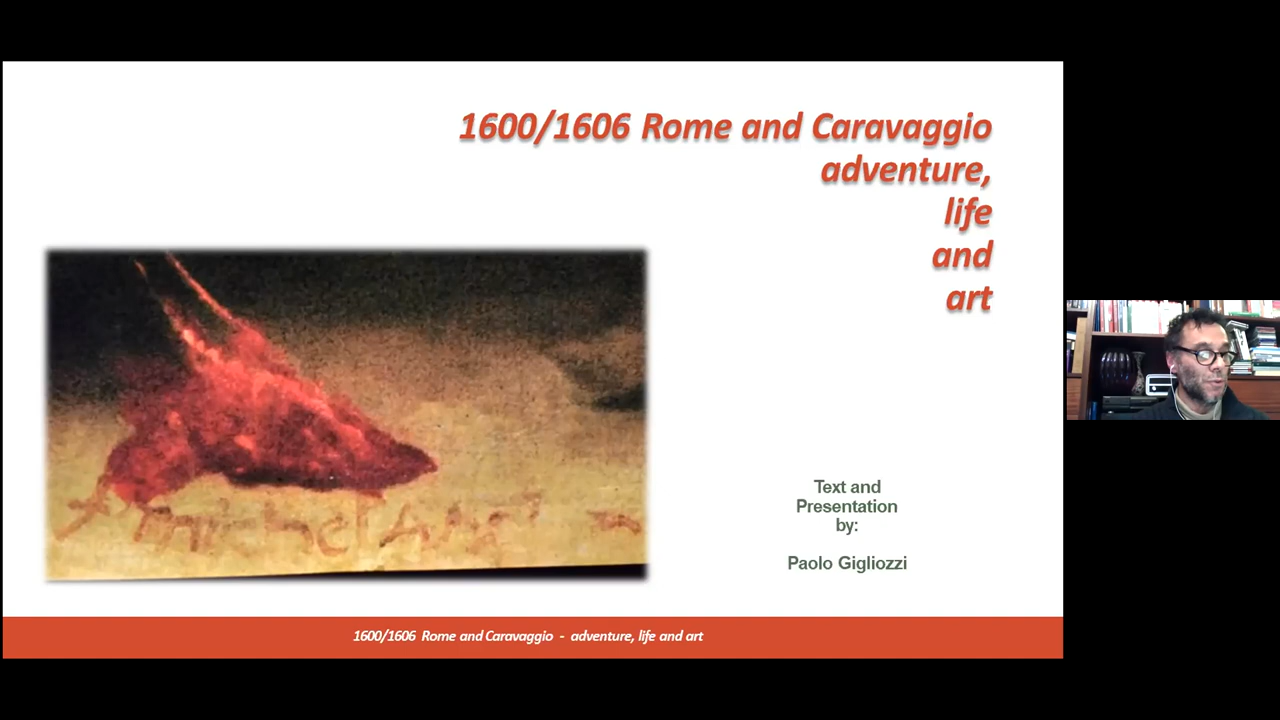 1600/1606 Rome and Caravaggio
adventure,
life
and
art
f. michelAng
Text and
Presentation
by:
Paolo Gigliozzi
1600/1606 Rome and Caravaggio - adventure, life and art